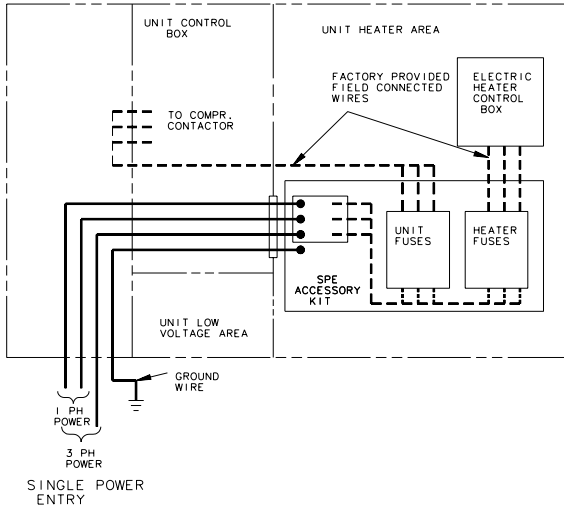 UNIT CONTROL
BOX
UNIT HEATER AREA
FACTORY PROVIDED
FIELD CONNECTED
WIRES
ELECTRIC
HEATER
CONTROL
BOX
TO COMPR.
CONTACTOR
UNIT
FUSES
HEATER
FUSES
SPE
ACCESSORY
KIT
UNIT LOW
VOLTAGE AREA
GROUND
WIRE
1 PH
POWER
3 PH
POWER
SINGLE POWER
ENTRY